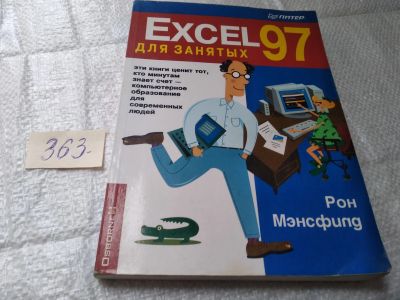 ПИТЕР
EXCEL 97
ДЛЯ ЗАНЯТЫХ
эти книги ценит тот,
кто минутам
знает счет —
компьютерное
образование
для
современных
людей
363-
Рон
Мэнсфилд
OSBORNE